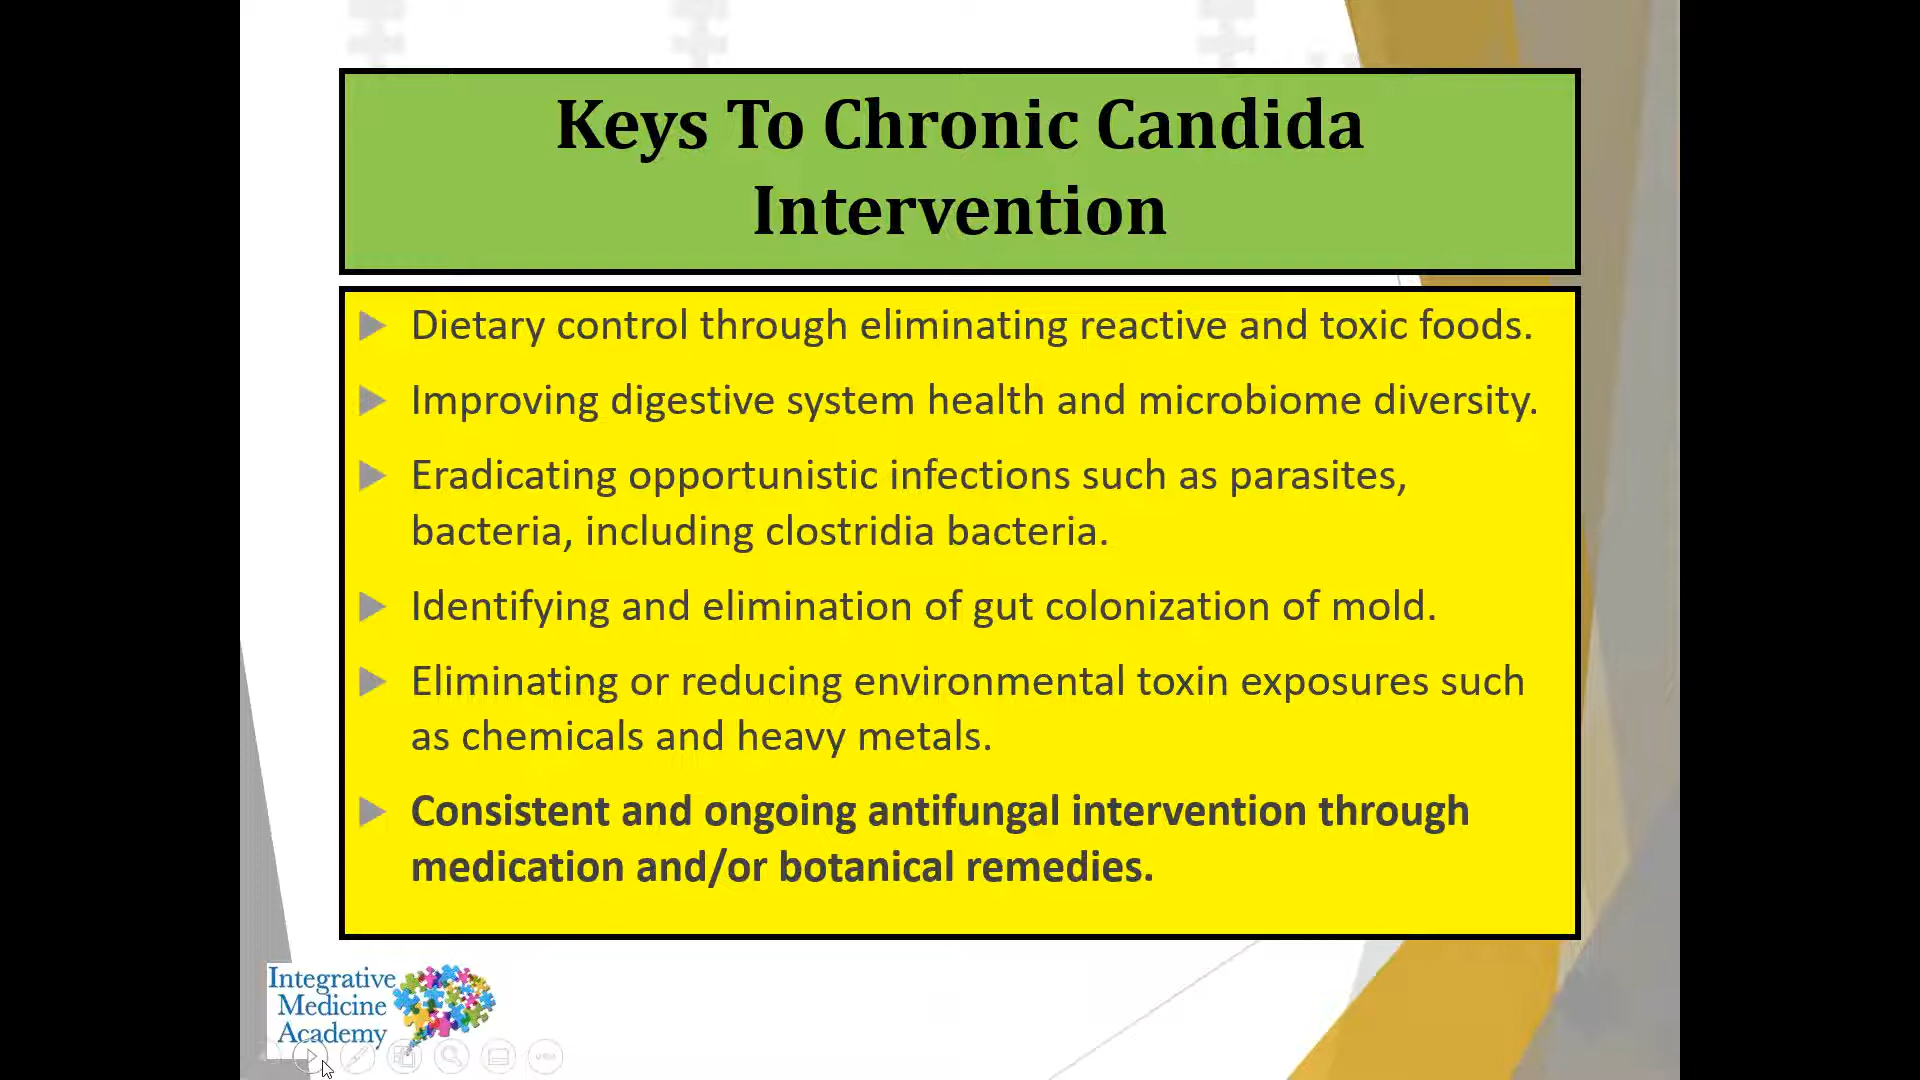 Keys To Chronic Candida
Intervention
Dietary control through eliminating reactive and toxic foods.
Improving digestive system health and microbiome diversity.
Eradicating opportunistic infections such as parasites,
bacteria, including clostridia bacteria.
Identifying and elimination of gut colonization of mold.
Eliminating or reducing environmental toxin exposures such
as chemicals and heavy metals.
Consistent and ongoing antifungal intervention through
medication and/or botanical remedies.
Integrative
Medicine
Academy